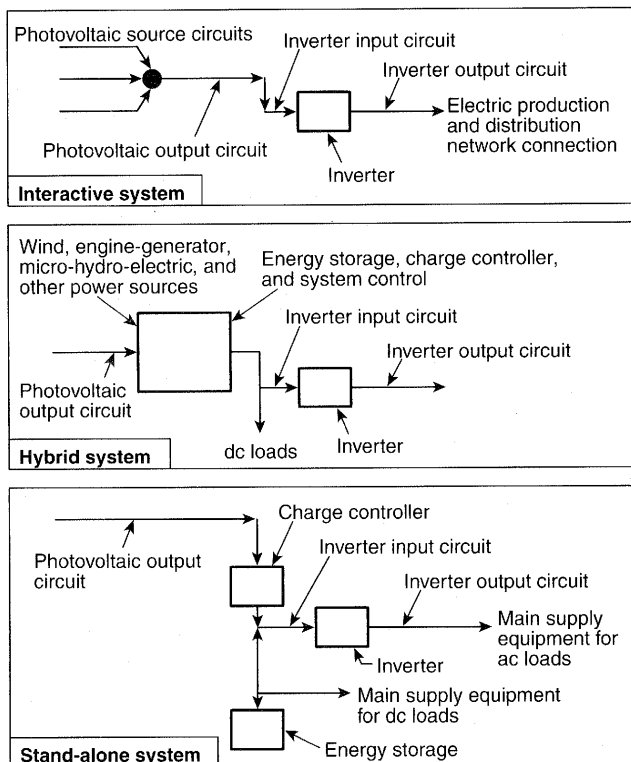 Photovoltaic source circuits
Inverter input circuit
Inverter output circuit
Electric production
and distribution
network connection
Photovoltaic output circuit
Inverter
Interactive system
Wind, engine-generator,
micro-hydro-electric, and
other power sources
Energy storage, charge controller,
and system control
Inverter input circuit
Inverter output circuit
Photovoltaic
output circuit
Inverter
dc loads
Hybrid system
Charge controller
Photovoltaic output
circuit
Inverter input circuit
Inverter output circuit
Main supply
equipment for
ac loads
Inverter
Main supply equipment
for dc loads
Energy storage
Stand-alone system